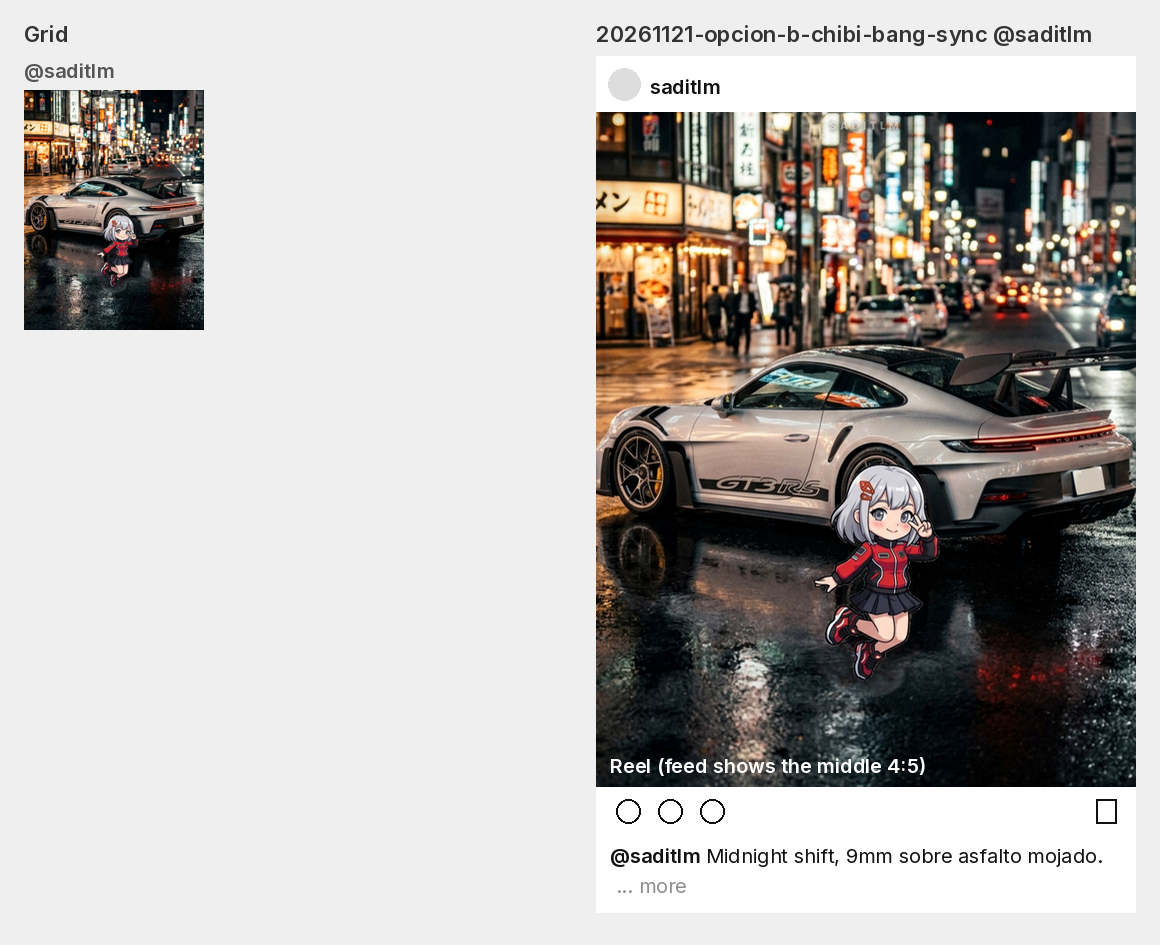 Grid
@saditlm
20261121-opcion-b-chibi-bang-sync @saditlm
saditlm
SADITLM
メン
GT3RS
Reel (feed shows the middle 4:5)
@saditlm Midnight shift, 9mm sobre asfalto mojado.
... more